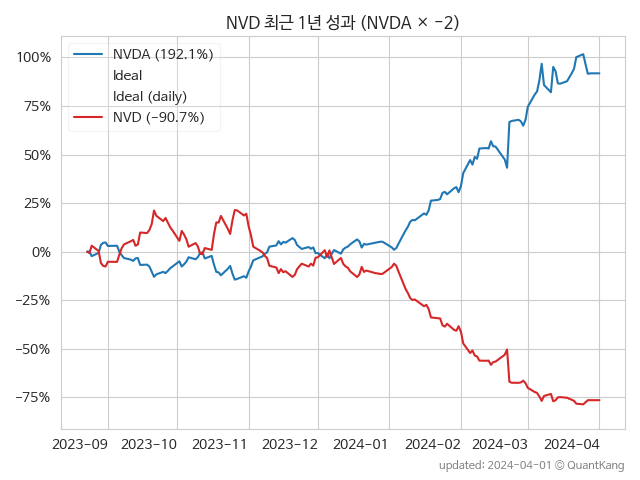 NVD 최근 1년 성과 (NVDA × -2)
NVDA (192.1%)
Ideal
Ideal (daily)
NVD (-90.7%)
100%
75%
50%
25%
0%
-25%
-50%
-75%
2023-09 2023-10 2023-11 2023-12 2024-01 2024-02 2024-03 2024-04
updated: 2024-04-01 © QuantKang